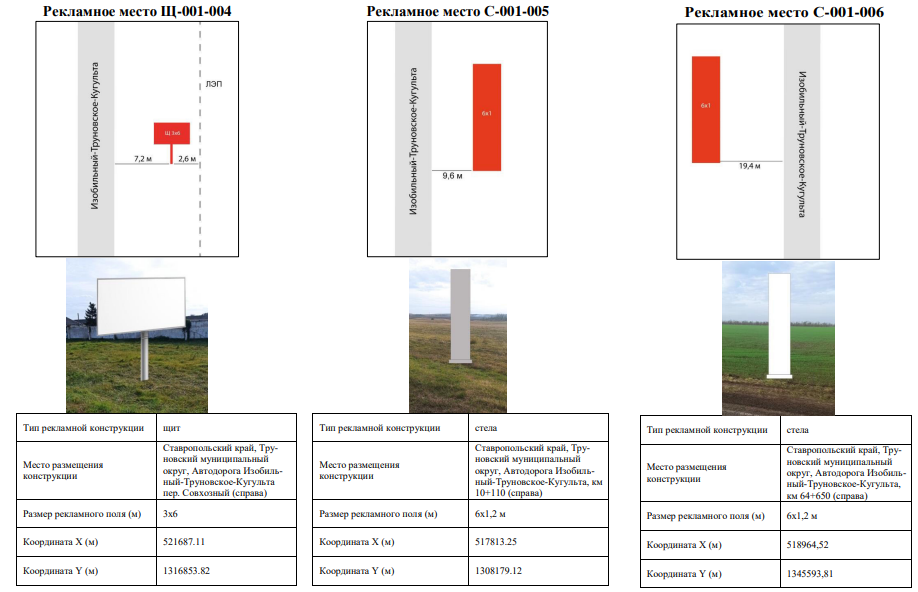 Рекламное место Щ-001-004
Изобильный-Труновское-Кугульта
ЛЭП
Щ 3х6
7,2 м
2,6 м
Тип рекламной конструкции
щит
Место размещения
конструкции
Ставропольский край, Тру-
новский муниципальный
округ, Автодорога Изобиль-
ный-Труновское-Кугульта
пер. Совхозный (справа)
Размер рекламного поля (м)
3х6
Координата X (м)
521687.11
Координата Y (м)
1316853.82
Рекламное место С-001-005
Изобильный-Труновское-Кугульта
6х1
9,6 м
Тип рекламной конструкции
стела
Место размещения
конструкции
Ставропольский край, Тру-
новский муниципальный
округ, Автодорога Изобиль-
ный-Труновское-Кугульта, км
10+110 (справа)
Размер рекламного поля (м)
6х1,2 м
Координата X (м)
517813.25
Координата Y (м)
1308179.12
Рекламное место С-001-006
6х1
Изобильный-Труновское-Кугульта
19,4 м
Тип рекламной конструкции
стела
Место размещения
конструкции
Ставропольский край, Тру-
новский муниципальный
округ, Автодорога Изобиль-
ный-Труновское-Кугульта,
км 64+650 (справа)
Размер рекламного поля (м)
6х1,2 м
Координата X (м)
518964,52
Координата Y (м)
1345593,81